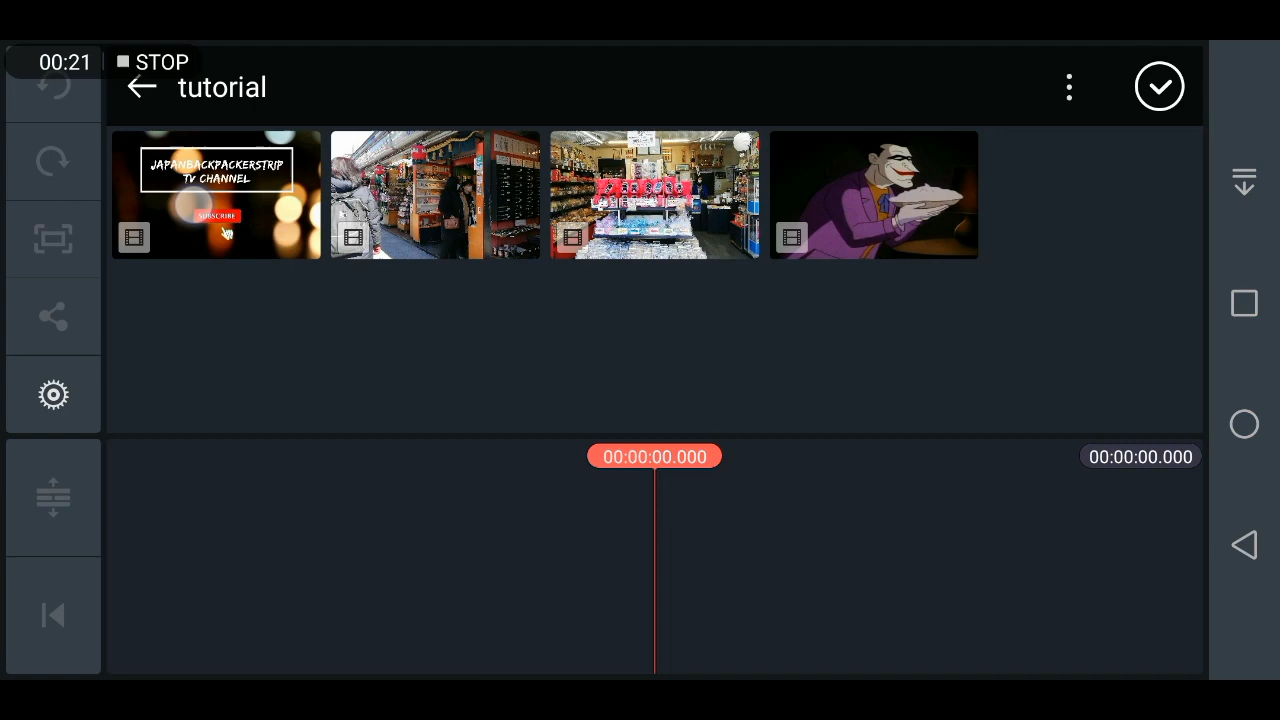 00:21 STOP
tutorial
JAPANBACKPACKERSTRIP
TV CHANNEL
SUBSCRIBE
00:00:00.000
00:00:00.000